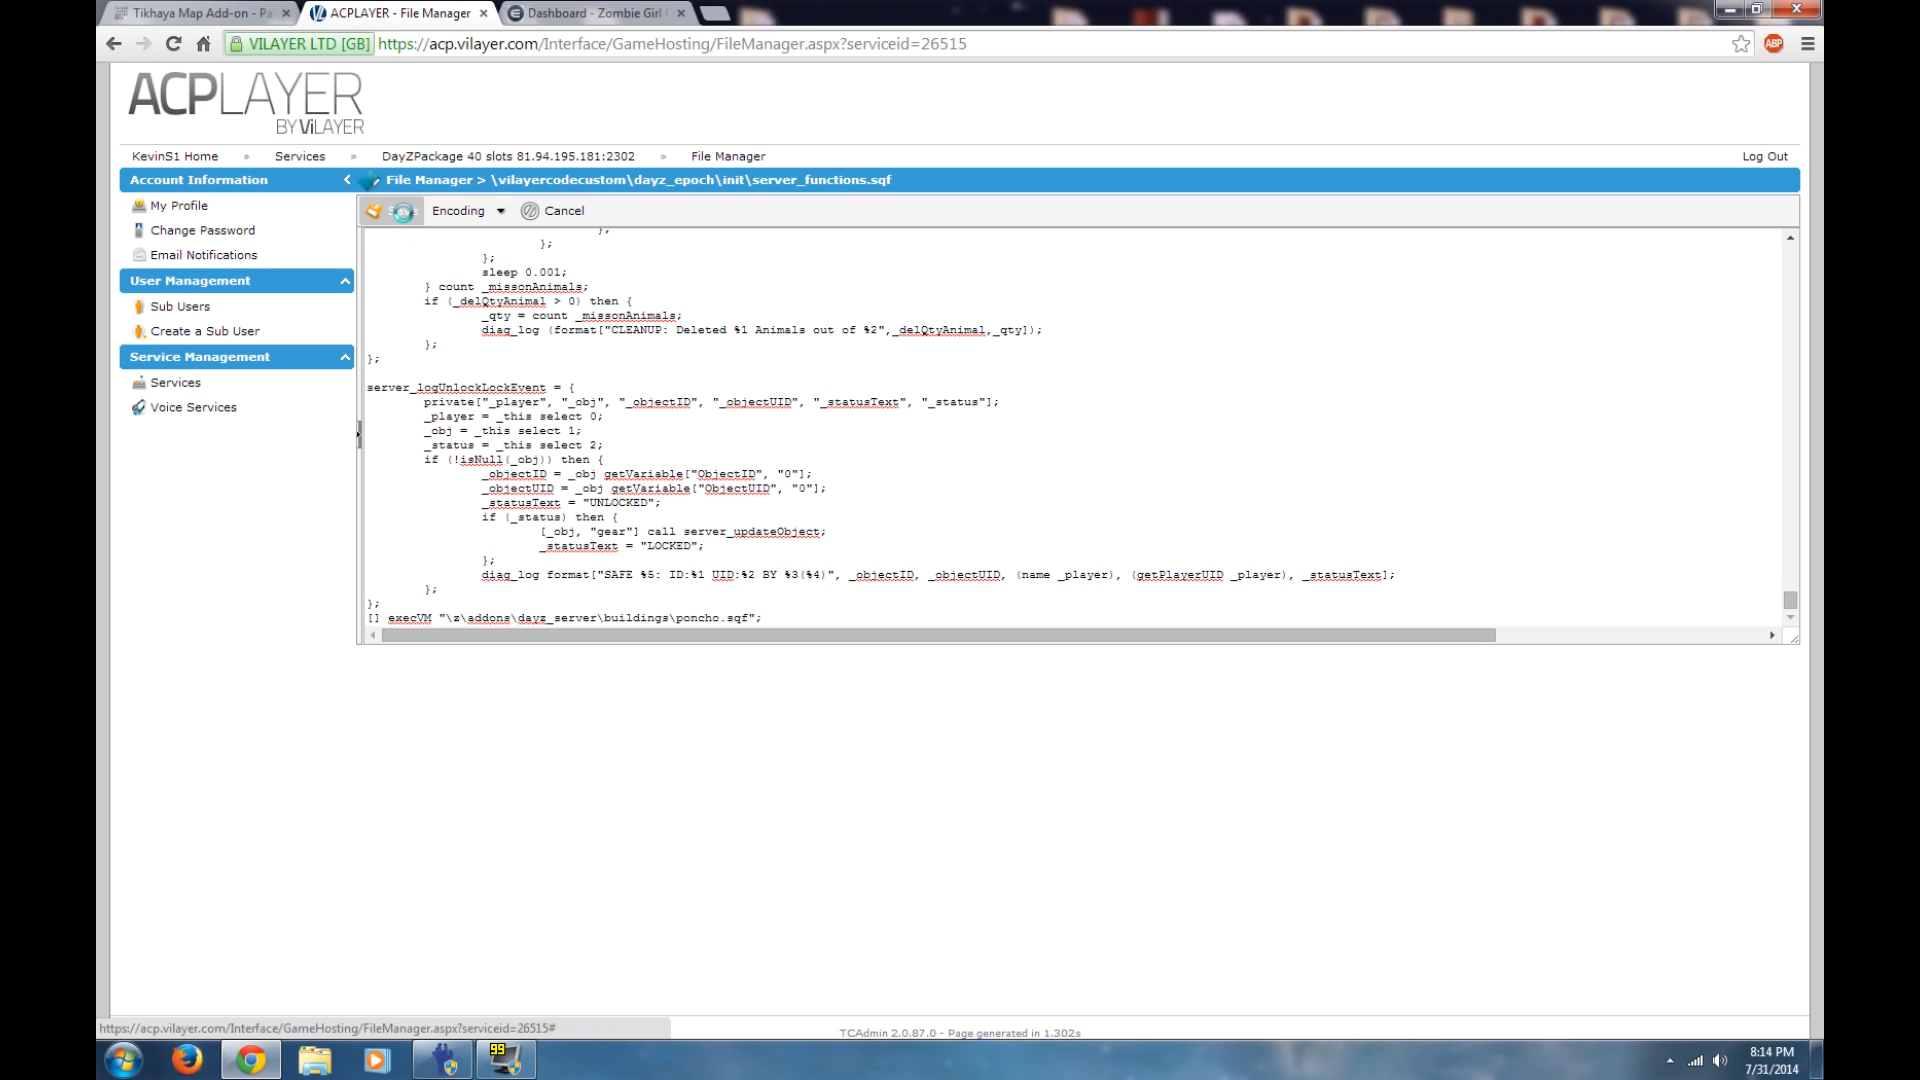 Tikhaya Map Add-on - Pa
ACPLAYER - File Manager
Dashboard - Zombie Girl
VILAYER LTD [GB]
https://acp.vilayer.com/Interface/GameHosting/FileManager.aspx?serviceid=26515
ABP
ACPLAYER
BY ViLAYER
KevinS1 Home » Services » DayZPackage 40 slots 81.94.195.181:2302 » File Manager
Log Out
Account Information
File Manager > \vilayercodecustom\dayz_epoch\init\server_functions.sqf
My Profile
Change Password
Email Notifications
User Management
Sub Users
Create a Sub User
Service Management
Services
Voice Services
Encoding
Cancel
};
};
};
sleep 0.001;
} count _missonAnimals;
if (_delQtyAnimal > 0) then {
_qty = count _missonAnimals;
diag_log (format["CLEANUP: Deleted %1 Animals out of %2",_delQtyAnimal,_qty]);
};
};
server_logUnlockLockEvent = {
private["_player", "_obj", "_objectID", "_objectUID", "_statusText", "_status"];
_player = _this select 0;
_obj = _this select 1;
_status = _this select 2;
if (!isNull(_obj)) then {
_objectID = _obj getVariable["ObjectID", "0"];
_objectUID = _obj getVariable["ObjectUID", "0"];
_statusText = "UNLOCKED";
if (_status) then {
[_obj, "gear"] call server_updateObject;
_statusText = "LOCKED";
};
diag_log format["SAFE %5: ID:%1 UID:%2 BY %3(%4)", _objectID, _objectUID, (name _player), (getPlayerUID _player), _statusText];
};
};
[] execVM "\z\addons\dayz_server\buildings\poncho.sqf";
https://acp.vilayer.com/Interface/GameHosting/FileManager.aspx?serviceid=26515#
TCAdmin 2.0.87.0 - Page generated in 1.302s
99
8:14 PM
7/31/2014